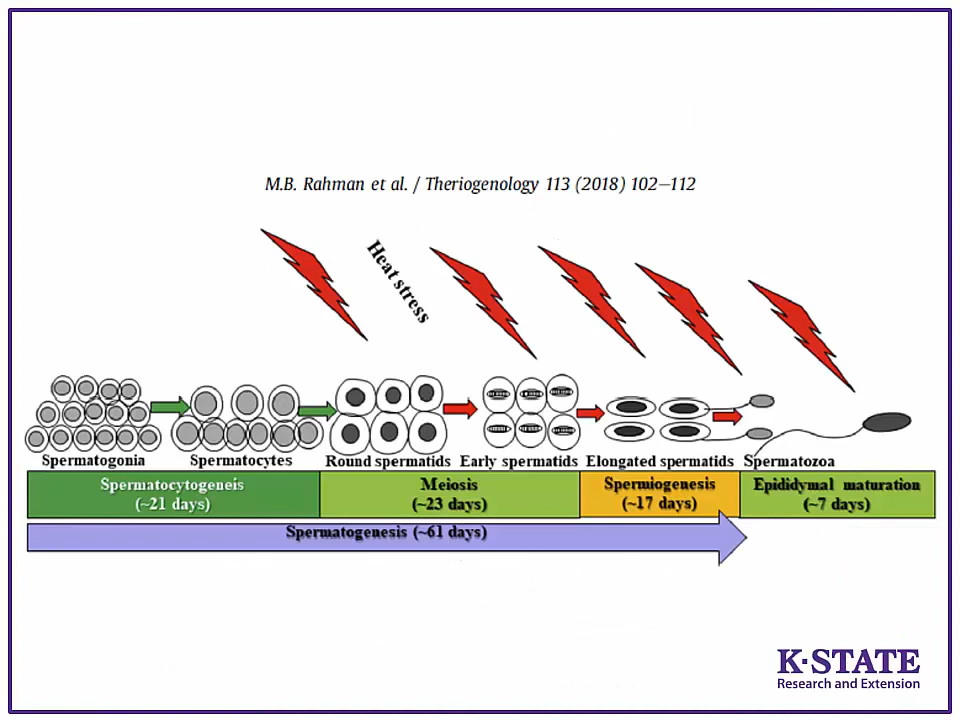 M.B. Rahman et al. / Theriogenology 113 (2018) 102–112
Heat stress
Spermatogonia
Spermatocytes
Round spermatids
Early spermatids
Elongated spermatids
Spermatozoa
Spermatocytogeneis
(~21 days)
Meiosis
(~23 days)
Spermiogenesis
(~17 days)
Epididymal maturation
(~7 days)
Spermatogenesis (~61 days)
K-STATE
Research and Extension